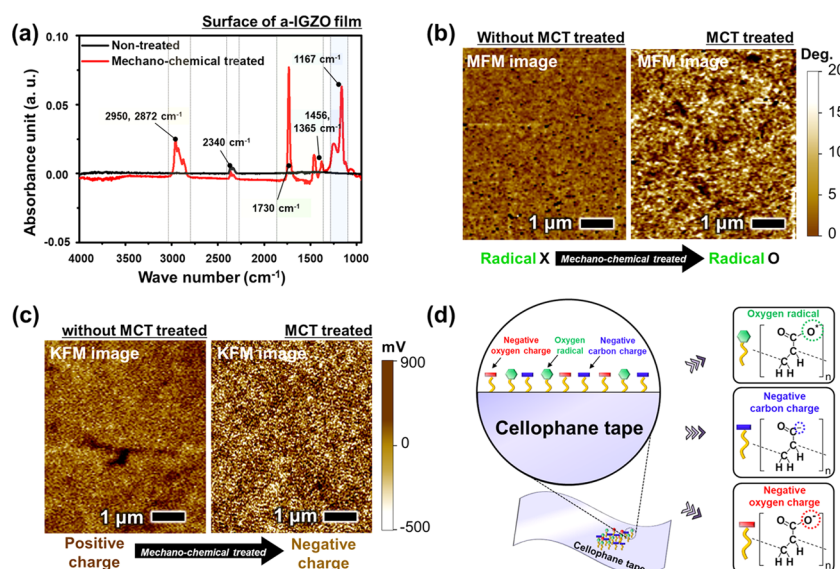 (a)
Surface of a-IGZO film
Absorbance unit (a. u.)
0.10
0.05
0.00
-0.05
Non-treated
Mechano-chemical treated
1167 cm-1
2950, 2872 cm-1
2340 cm-1
1456,
1365 cm-1
1730 cm-1
4000 3500 3000 2500 2000 1500 1000
Wave number (cm-1)
(b)
Without MCT treated
MCT treated
MFM image
MFM image
Deg.
20
10
0
1 μm
1 μm
Radical X
Mechano-chemical treated
Radical O
(c)
without MCT treated
MCT treated
KFM image
KFM image
mV
900
0
-500
1 μm
1 μm
Positive
charge
Mechano-chemical treated
Negative
charge
(d)
Negative
oxygen charge
Oxygen
radical
Negative
carbon charge
Cellophane tape
Cellophane tape
Oxygen radical
O O•
C
C C
H H H
n
Negative
carbon charge
O
C
C C
H H H
n
Negative
oxygen charge
O O-
C
C C
H H H
n